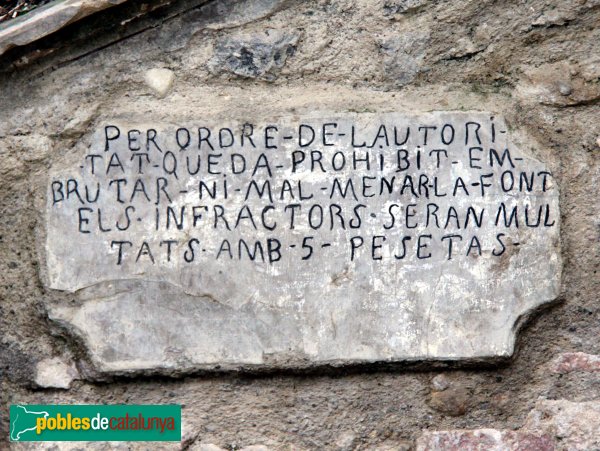 PER ORDRE-DE-L'AUTORI-
TAT-QUEDA-PROHIBIT-EM-
BRUTAR-NI-MAL-MENAR-LA-FONT
ELS-INFRACTORS-SERAN MUL
TATS-AMB-5-PESETAS-
poblesdecatalunya